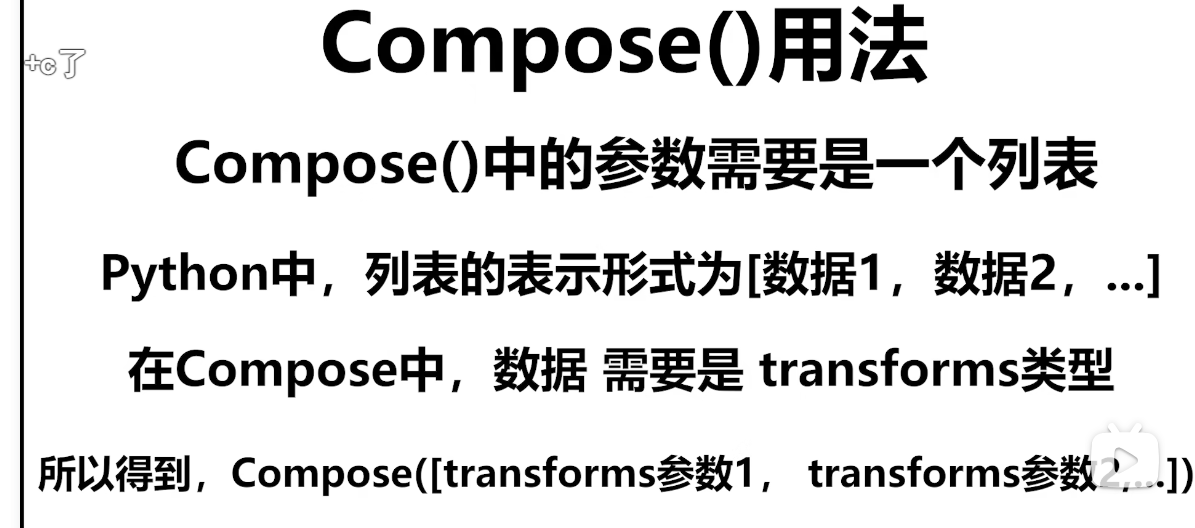 Compose()用法
+c了
Compose()中的参数需要是一个列表
Python中，列表的表示形式为[数据1，数据2，...]
在Compose中，数据 需要是 transforms类型
所以得到，Compose([transforms参数1， transforms参数2,...])